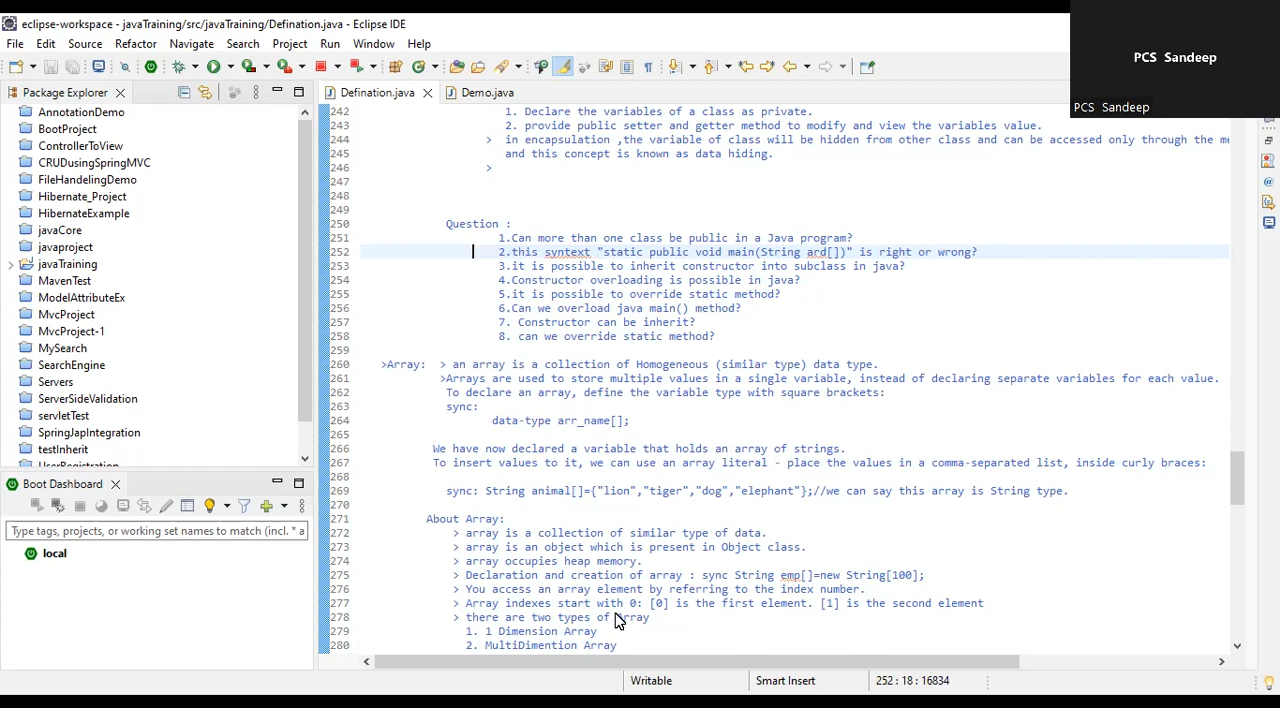 eclipse-workspace - javaTraining/src/javaTraining/Defination.java - Eclipse IDE
PCS Sandeep
PCS Sandeep
File Edit Source Refactor Navigate Search Project Run Window Help
Package Explorer
Defination.java
Demo.java
AnnotationDemo
BootProject
ControllerToView
CRUDusingSpringMVC
FileHandelingDemo
Hibernate_Project
HibernateExample
javaCore
javaproject
javaTraining
MavenTest
ModelAttributeEx
MvcProject
MvcProject-1
MySearch
SearchEngine
Servers
ServerSideValidation
servletTest
SpringJapIntegration
testInherit
UserRegistration
Boot Dashboard
Type tags, projects, or working set names to match (incl. * a
local
242 1. Declare the variables of a class as private.
243 2. provide public setter and getter method to modify and view the variables value.
244 > in encapsulation ,the variable of class will be hidden from other class and can be accessed only through the me
245 and this concept is known as data hiding.
246 >
247
248
249
250 Question :
251 1.Can more than one class be public in a Java program?
252 2.this syntext "static public void main(String ard[])" is right or wrong?
253 3.it is possible to inherit constructor into subclass in java?
254 4.Constructor overloading is possible in java?
255 5.it is possible to override static method?
256 6.Can we overload java main() method?
257 7. Constructor can be inherit?
258 8. can we override static method?
259
260 >Array: > an array is a collection of Homogeneous (similar type) data type.
261 >Arrays are used to store multiple values in a single variable, instead of declaring separate variables for each value.
262 To declare an array, define the variable type with square brackets:
263 sync:
264 data-type arr_name[];
265
266 We have now declared a variable that holds an array of strings.
267 To insert values to it, we can use an array literal - place the values in a comma-separated list, inside curly braces:
268
269 sync: String animal[]={"lion","tiger","dog","elephant"};//we can say this array is String type.
270
271 About Array:
272 > array is a collection of similar type of data.
273 > array is an object which is present in Object class.
274 > array occupies heap memory.
275 > Declaration and creation of array : sync String emp[]=new String[100];
276 > You access an array element by referring to the index number.
277 > Array indexes start with 0: [0] is the first element. [1] is the second element
278 > there are two types of Array
279 1. 1 Dimension Array
280 2. MultiDimention Array
Writable Smart Insert 252 : 18 : 16834